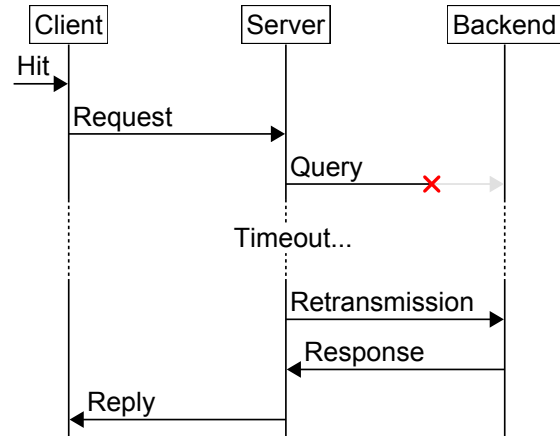 Client Server Backend
Hit
Request
Query
Timeout...
Retransmission
Response
Reply